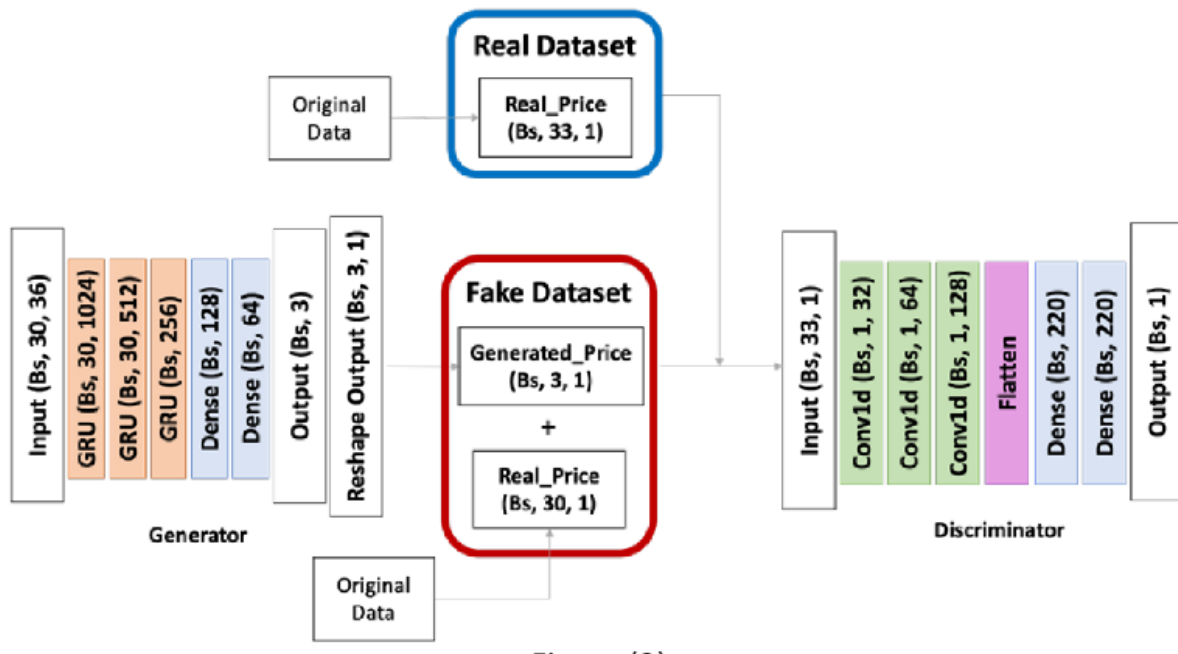 Real Dataset
Original
Data
Real_Price
(Bs, 33, 1)
Input (Bs, 30, 36)
GRU (Bs, 30, 1024)
GRU (Bs, 30, 512)
GRU (Bs, 256)
Dense (Bs, 128)
Dense (Bs, 64)
Output (Bs, 3)
Reshape Output (Bs, 3, 1)
Generator
Fake Dataset
Generated_Price
(Bs, 3, 1)
+
Real_Price
(Bs, 30, 1)
Original
Data
Input (Bs, 33, 1)
Conv1d (Bs, 1, 32)
Conv1d (Bs, 1, 64)
Conv1d (Bs, 1, 128)
Flatten
Dense (Bs, 220)
Dense (Bs, 220)
Output (Bs, 1)
Discriminator